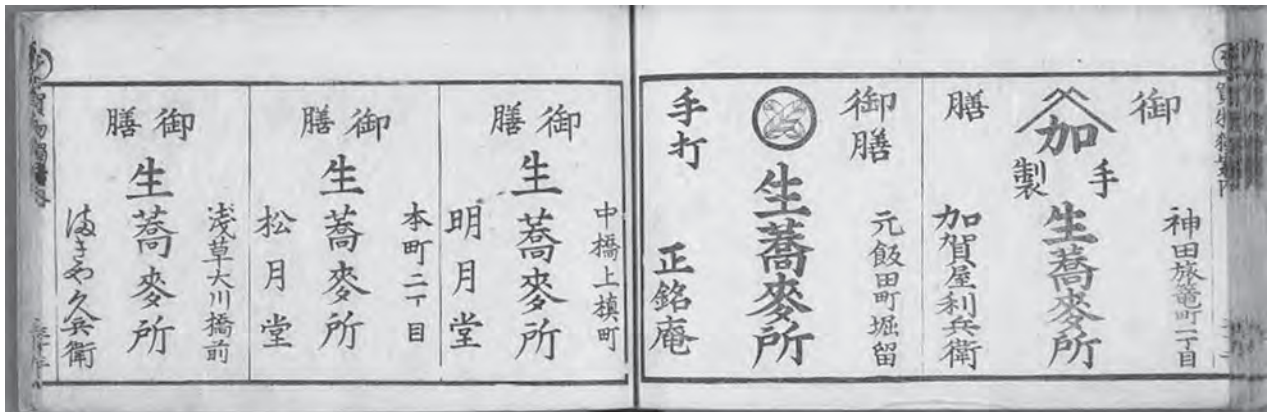 御膳
加
手製
生蕎麦所
神田旅篭町一丁目
加賀屋利兵衛
御膳
元飯田町堀留
生蕎麦所
手打
正銘庵
御膳
中橋上槙町
生蕎麦所
明月堂
御膳
本町二丁目
生蕎麦所
松月堂
御膳
浅草大川橋前
生蕎麦所
満きや久兵衛